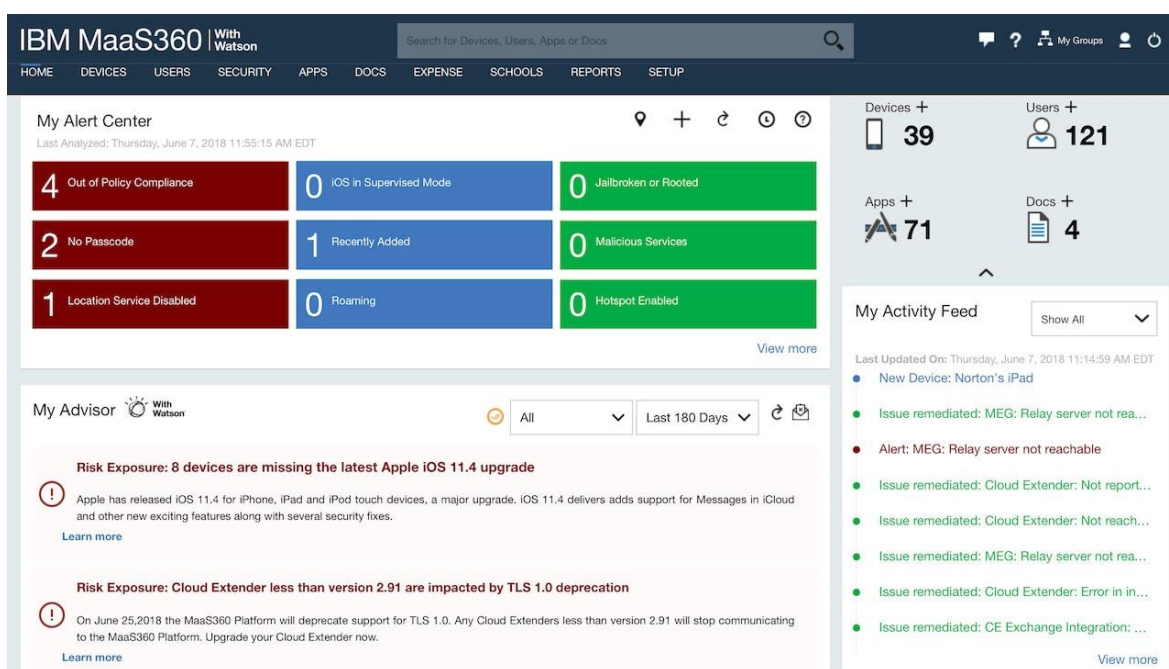 IBM MaaS360 | With Watson
Search for Devices, Users, Apps or Docs
My Groups
HOME DEVICES USERS SECURITY APPS DOCS EXPENSE SCHOOLS REPORTS SETUP
My Alert Center
Last Analyzed: Thursday, June 7, 2018 11:55:15 AM EDT
4 Out of Policy Compliance
0 iOS in Supervised Mode
0 Jailbroken or Rooted
2 No Passcode
1 Recently Added
0 Malicious Services
1 Location Service Disabled
0 Roaming
0 Hotspot Enabled
View more
My Advisor With Watson
All
Last 180 Days
Risk Exposure: 8 devices are missing the latest Apple iOS 11.4 upgrade
Apple has released iOS 11.4 for iPhone, iPad and iPod touch devices, a major upgrade. iOS 11.4 delivers adds support for Messages in iCloud
and other new exciting features along with several security fixes.
Learn more
Risk Exposure: Cloud Extender less than version 2.91 are impacted by TLS 1.0 deprecation
On June 25,2018 the MaaS360 Platform will deprecate support for TLS 1.0. Any Cloud Extenders less than version 2.91 will stop communicating
to the MaaS360 Platform. Upgrade your Cloud Extender now.
Learn more
Devices +
39
Users +
121
Apps +
71
Docs +
4
My Activity Feed
Show All
Last Updated On: Thursday, June 7, 2018 11:14:59 AM EDT
New Device: Norton's iPad
Issue remediated: MEG: Relay server not rea...
Alert: MEG: Relay server not reachable
Issue remediated: Cloud Extender: Not report...
Issue remediated: Cloud Extender: Not reach...
Issue remediated: MEG: Relay server not rea...
Issue remediated: Cloud Extender: Error in in...
Issue remediated: CE Exchange Integration: ...
View more